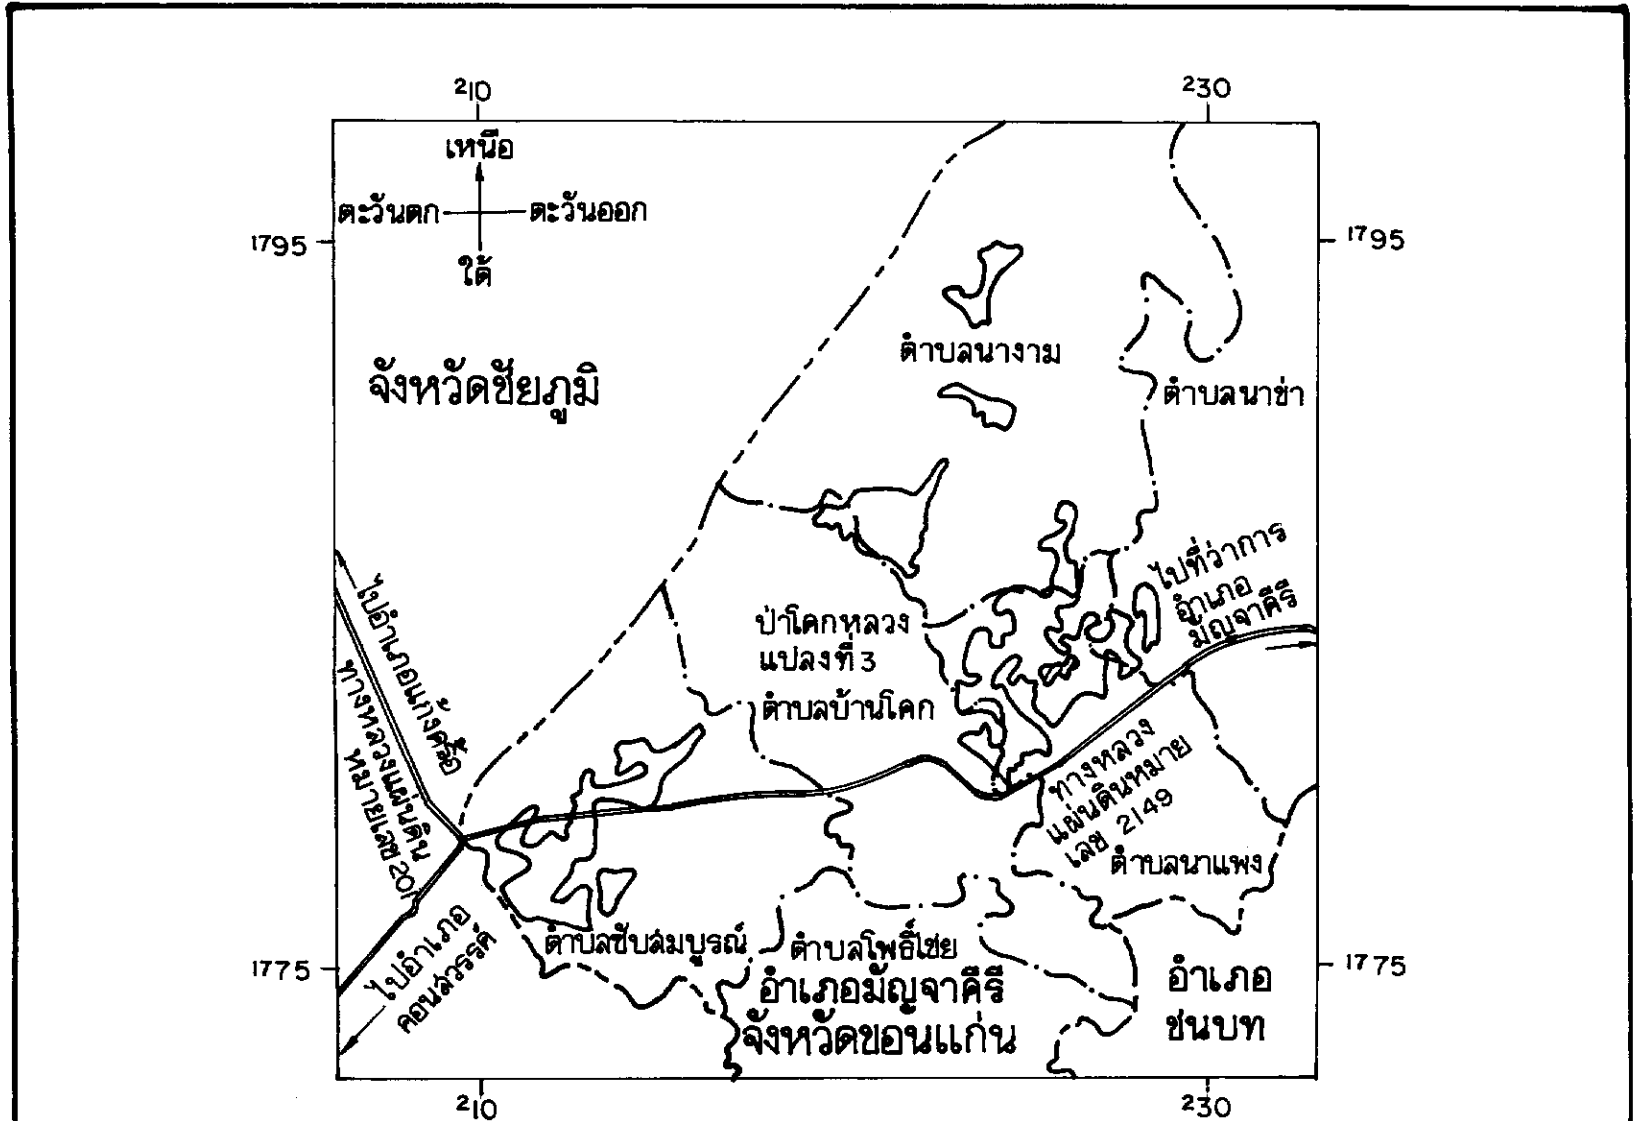 ²10 ²30
เหนือ
ตะวันตก ตะวันออก
¹795 ¹795
ใต้
ตำบลนางาม
จังหวัดชัยภูมิ
ตำบลนาข่า
ไปที่ว่าการ
อำเภอ
มัญจาคีรี
ไปอำเภอแก้งคร้อ
ทางหลวงแผ่นดิน
หมายเลข 201
ป่าโคกหลวง
แปลงที่ 3
ตำบลบ้านโคก
ทางหลวง
แผ่นดินหมาย
เลข 2149
ตำบลนาแพง
ไปอำเภอ
คอนสวรรค์
ตำบลซับสมบูรณ์
ตำบลโพธิ์ไชย
¹775 ¹775
อำเภอมัญจาคีรี
จังหวัดขอนแก่น
อำเภอ
ชนบท
²10 ²30